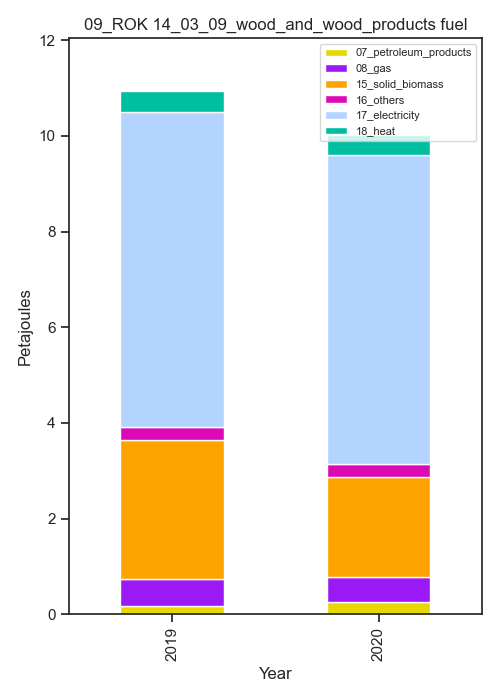 09_ROK 14_03_09_wood_and_wood_products fuel
12
10
8
6
4
2
0
Petajoules
07_petroleum_products
08_gas
15_solid_biomass
16_others
17_electricity
18_heat
2019
2020
Year